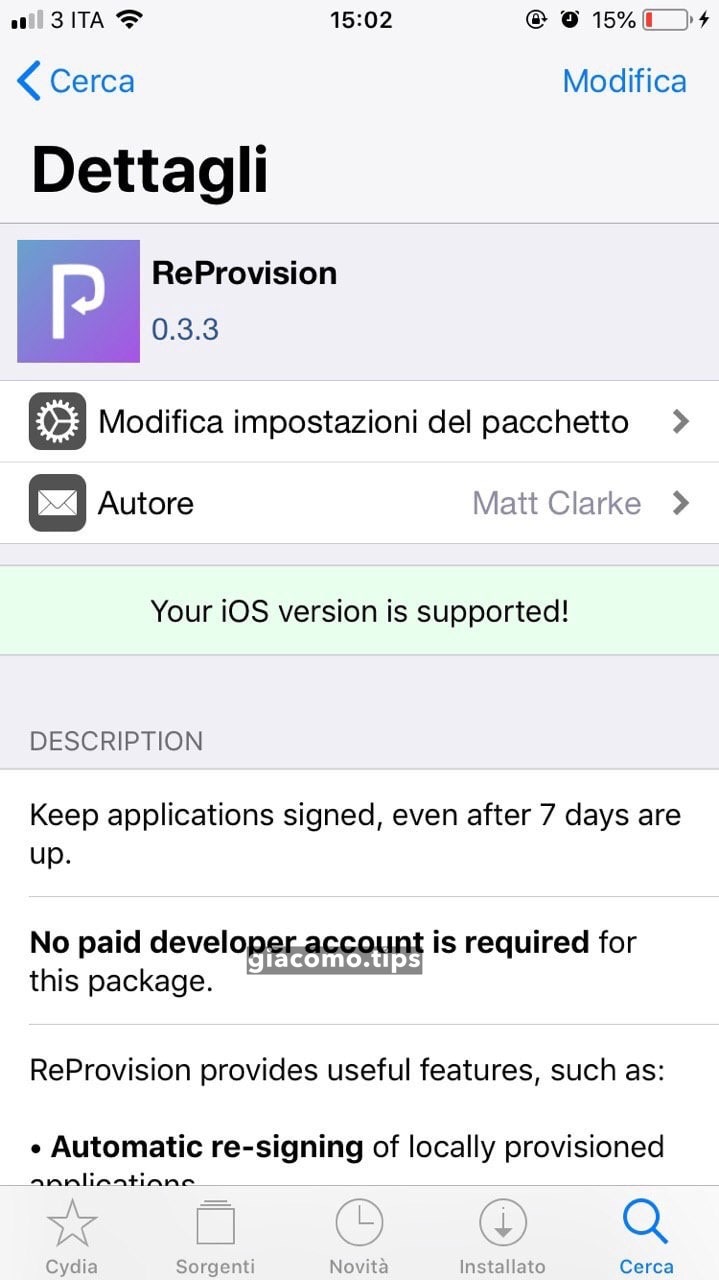 3 ITA 15:02 15%
Cerca Modifica
Dettagli
ReProvision
0.3.3
Modifica impostazioni del pacchetto
Autore Matt Clarke
Your iOS version is supported!
DESCRIPTION
Keep applications signed, even after 7 days are
up.
No paid developer account is required for
giacomo.tips
this package.
ReProvision provides useful features, such as:
• Automatic re-signing of locally provisioned
applications
Cydia Sorgenti Novità Installato Cerca